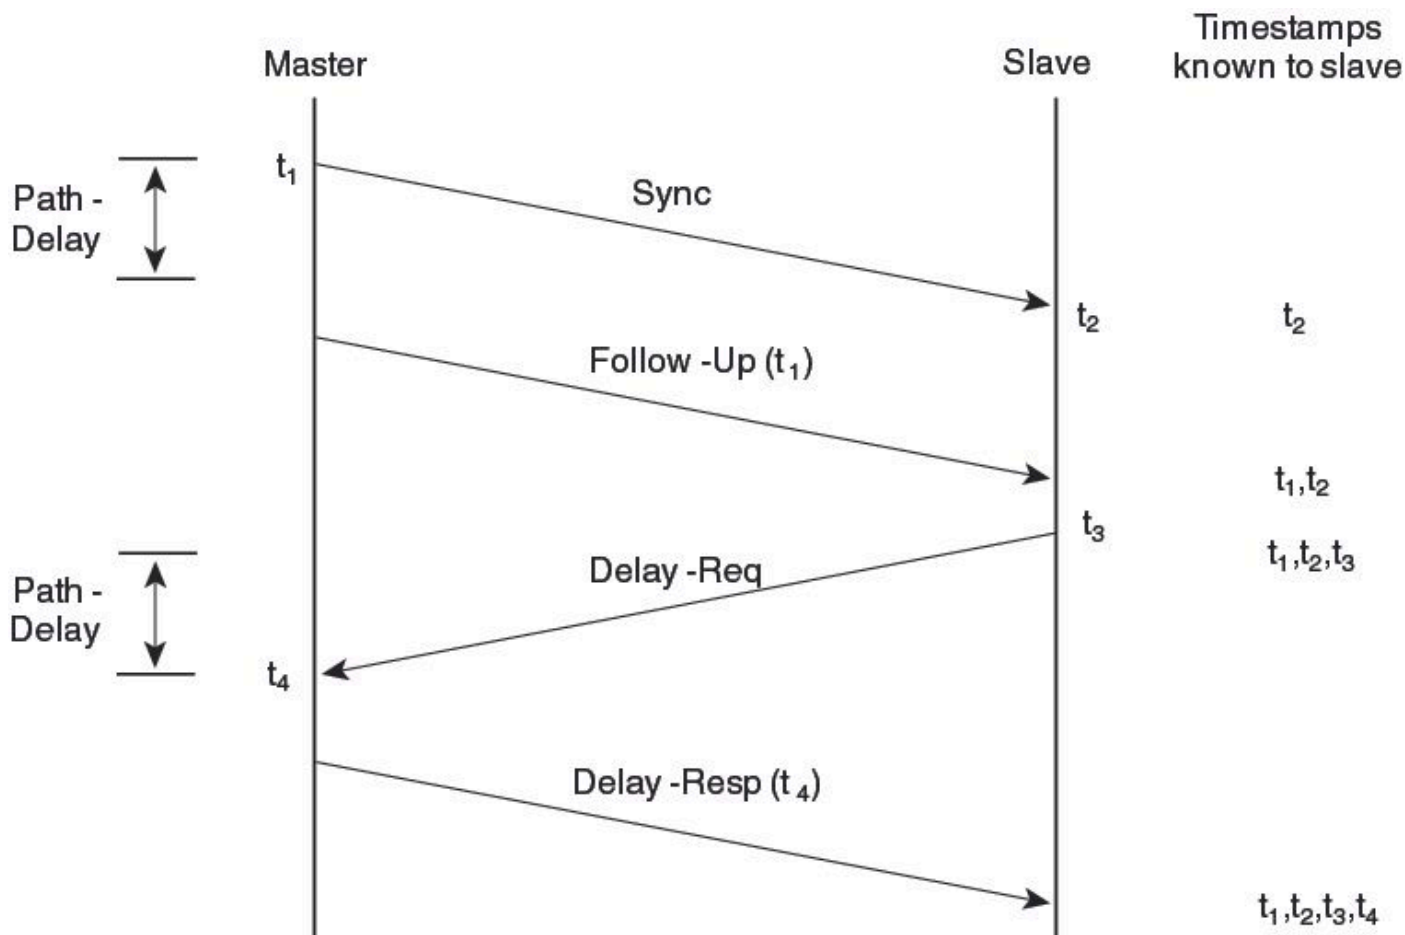 Timestamps
known to slave
Master
Slave
t1
Path -
Delay
Sync
t2
t2
Follow -Up (t1)
t1,t2
t3
t1,t2,t3
Delay -Req
Path -
Delay
t4
Delay -Resp (t4)
t1,t2,t3,t4